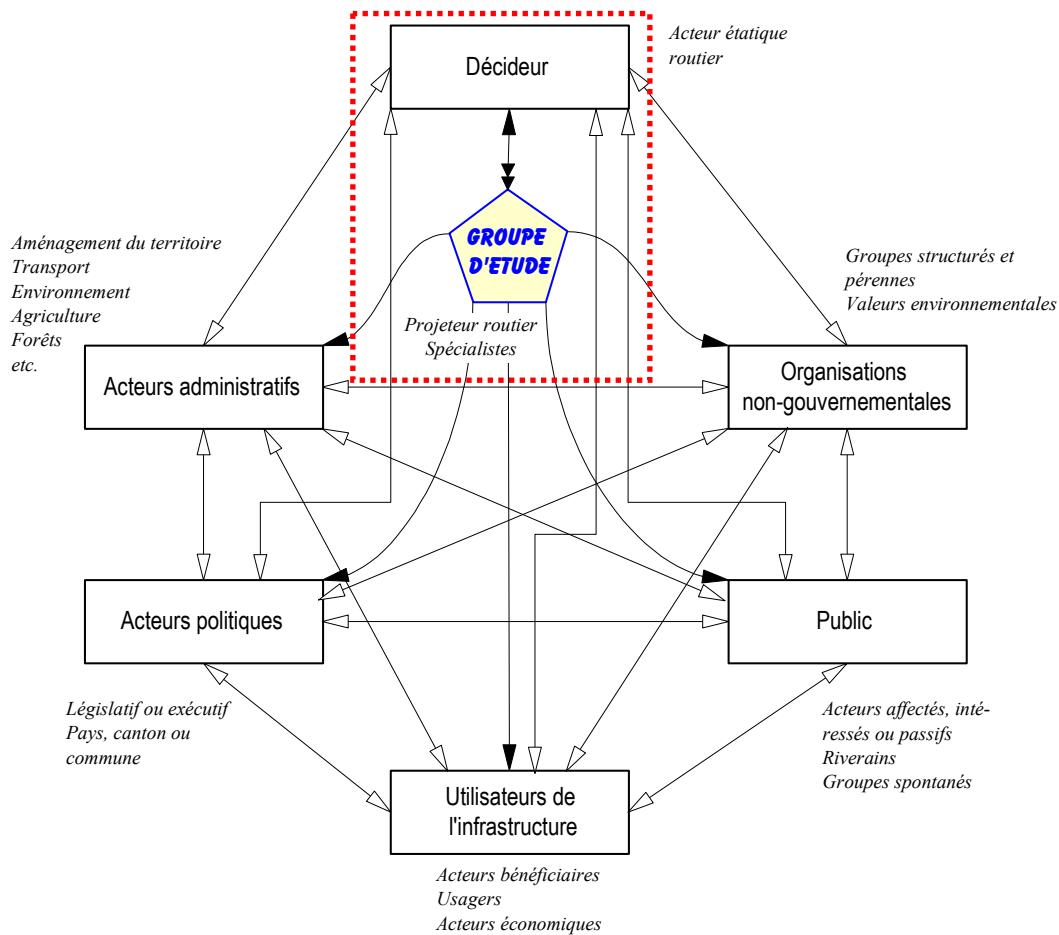 Acteur étatique
routier
Décideur
GROUPE
D'ETUDE
Projeteur routier
Spécialistes
Aménagement du territoire
Transport
Environnement
Agriculture
Forêts
etc.
Groupes structurés et
pérennes
Valeurs environnementales
Acteurs administratifs
Organisations
non-gouvernementales
Acteurs politiques
Public
Législatif ou exécutif
Pays, canton ou
commune
Acteurs affectés, inté-
ressés ou passifs
Riverains
Groupes spontanés
Utilisateurs de
l'infrastructure
Acteurs bénéficiaires
Usagers
Acteurs économiques